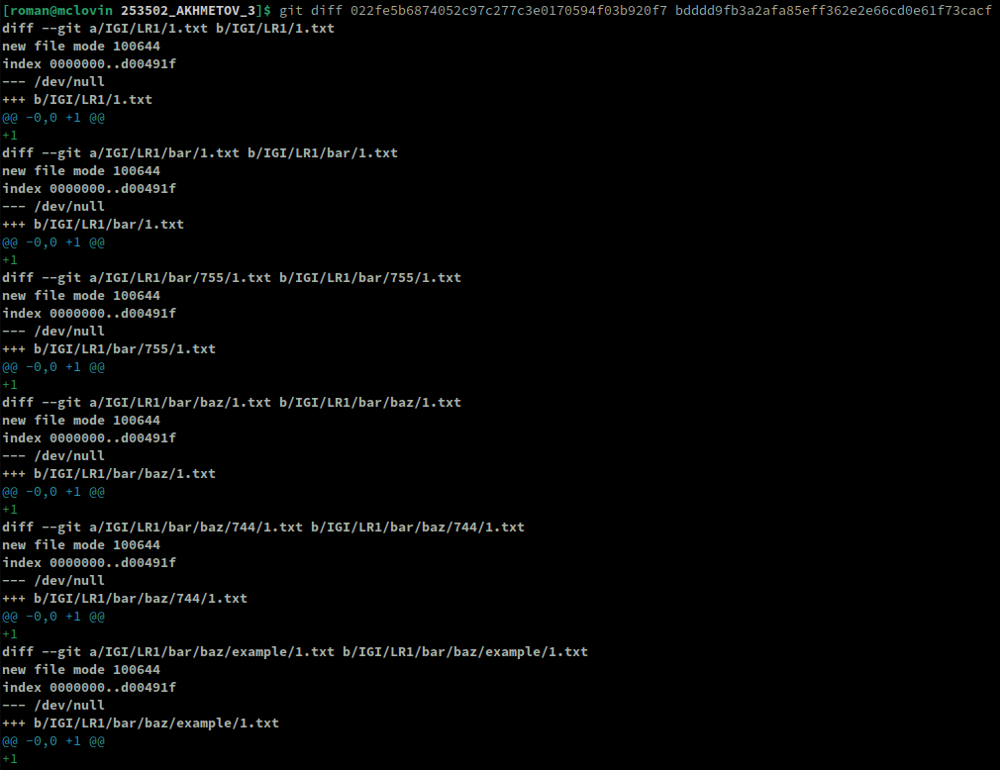 [roman@mclovin 253502_AKHMETOV_3]$ git diff 022fe5b6874052c97c277c3e0170594f03b920f7 bdddd9fb3a2afa85eff362e2e66cd0e61f73cacf
diff --git a/IGI/LR1/1.txt b/IGI/LR1/1.txt
new file mode 100644
index 0000000..d00491f
--- /dev/null
+++ b/IGI/LR1/1.txt
@@ -0,0 +1 @@
+1
diff --git a/IGI/LR1/bar/1.txt b/IGI/LR1/bar/1.txt
new file mode 100644
index 0000000..d00491f
--- /dev/null
+++ b/IGI/LR1/bar/1.txt
@@ -0,0 +1 @@
+1
diff --git a/IGI/LR1/bar/755/1.txt b/IGI/LR1/bar/755/1.txt
new file mode 100644
index 0000000..d00491f
--- /dev/null
+++ b/IGI/LR1/bar/755/1.txt
@@ -0,0 +1 @@
+1
diff --git a/IGI/LR1/bar/baz/1.txt b/IGI/LR1/bar/baz/1.txt
new file mode 100644
index 0000000..d00491f
--- /dev/null
+++ b/IGI/LR1/bar/baz/1.txt
@@ -0,0 +1 @@
+1
diff --git a/IGI/LR1/bar/baz/744/1.txt b/IGI/LR1/bar/baz/744/1.txt
new file mode 100644
index 0000000..d00491f
--- /dev/null
+++ b/IGI/LR1/bar/baz/744/1.txt
@@ -0,0 +1 @@
+1
diff --git a/IGI/LR1/bar/baz/example/1.txt b/IGI/LR1/bar/baz/example/1.txt
new file mode 100644
index 0000000..d00491f
--- /dev/null
+++ b/IGI/LR1/bar/baz/example/1.txt
@@ -0,0 +1 @@
+1